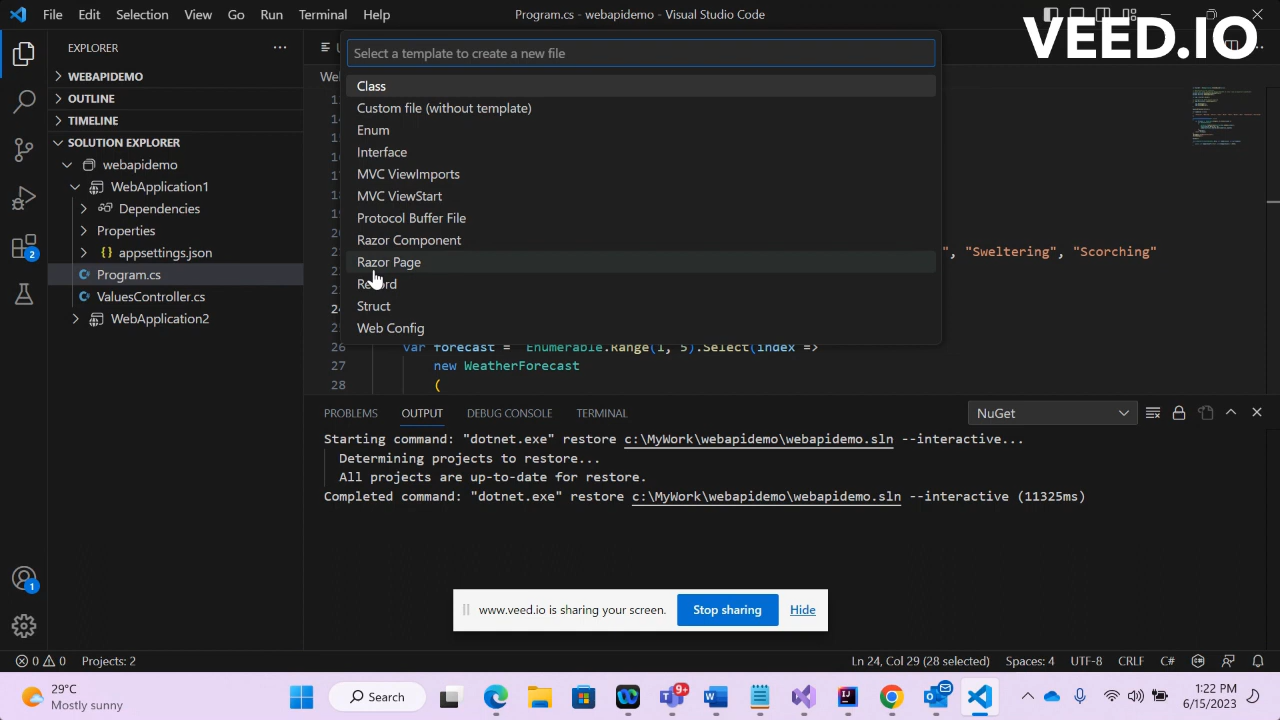 File Edit Selection View Go Run Terminal Help
Program.cs - webapidemo - Visual Studio Code
VEED.IO
EXPLORER
WEBAPIDEMO
OUTLINE
TIMELINE
SOLUTION EXPLORER
webapidemo
WebApplication1
Dependencies
Properties
{} appsettings.json
Program.cs
ValuesController.cs
WebApplication2
Select a template to create a new file
Class
Custom file (without template)
Enum
Interface
MVC ViewImports
MVC ViewStart
Protocol Buffer File
Razor Component
Razor Page
Record
Struct
Web Config
", "Sweltering", "Scorching"
26 var forecast = Enumerable.Range(1, 5).Select(index =>
27 new WeatherForecast
28 (
PROBLEMS OUTPUT DEBUG CONSOLE TERMINAL
NuGet
Starting command: "dotnet.exe" restore c:\MyWork\webapidemo\webapidemo.sln --interactive...
Determining projects to restore...
All projects are up-to-date for restore.
Completed command: "dotnet.exe" restore c:\MyWork\webapidemo\webapidemo.sln --interactive (11325ms)
www.veed.io is sharing your screen. Stop sharing Hide
2
1
0 0 Projects: 2
Ln 24, Col 29 (28 selected) Spaces: 4 UTF-8 CRLF C#
29°C
Mostly sunny
Search
9+
1:22 PM
6/15/2023